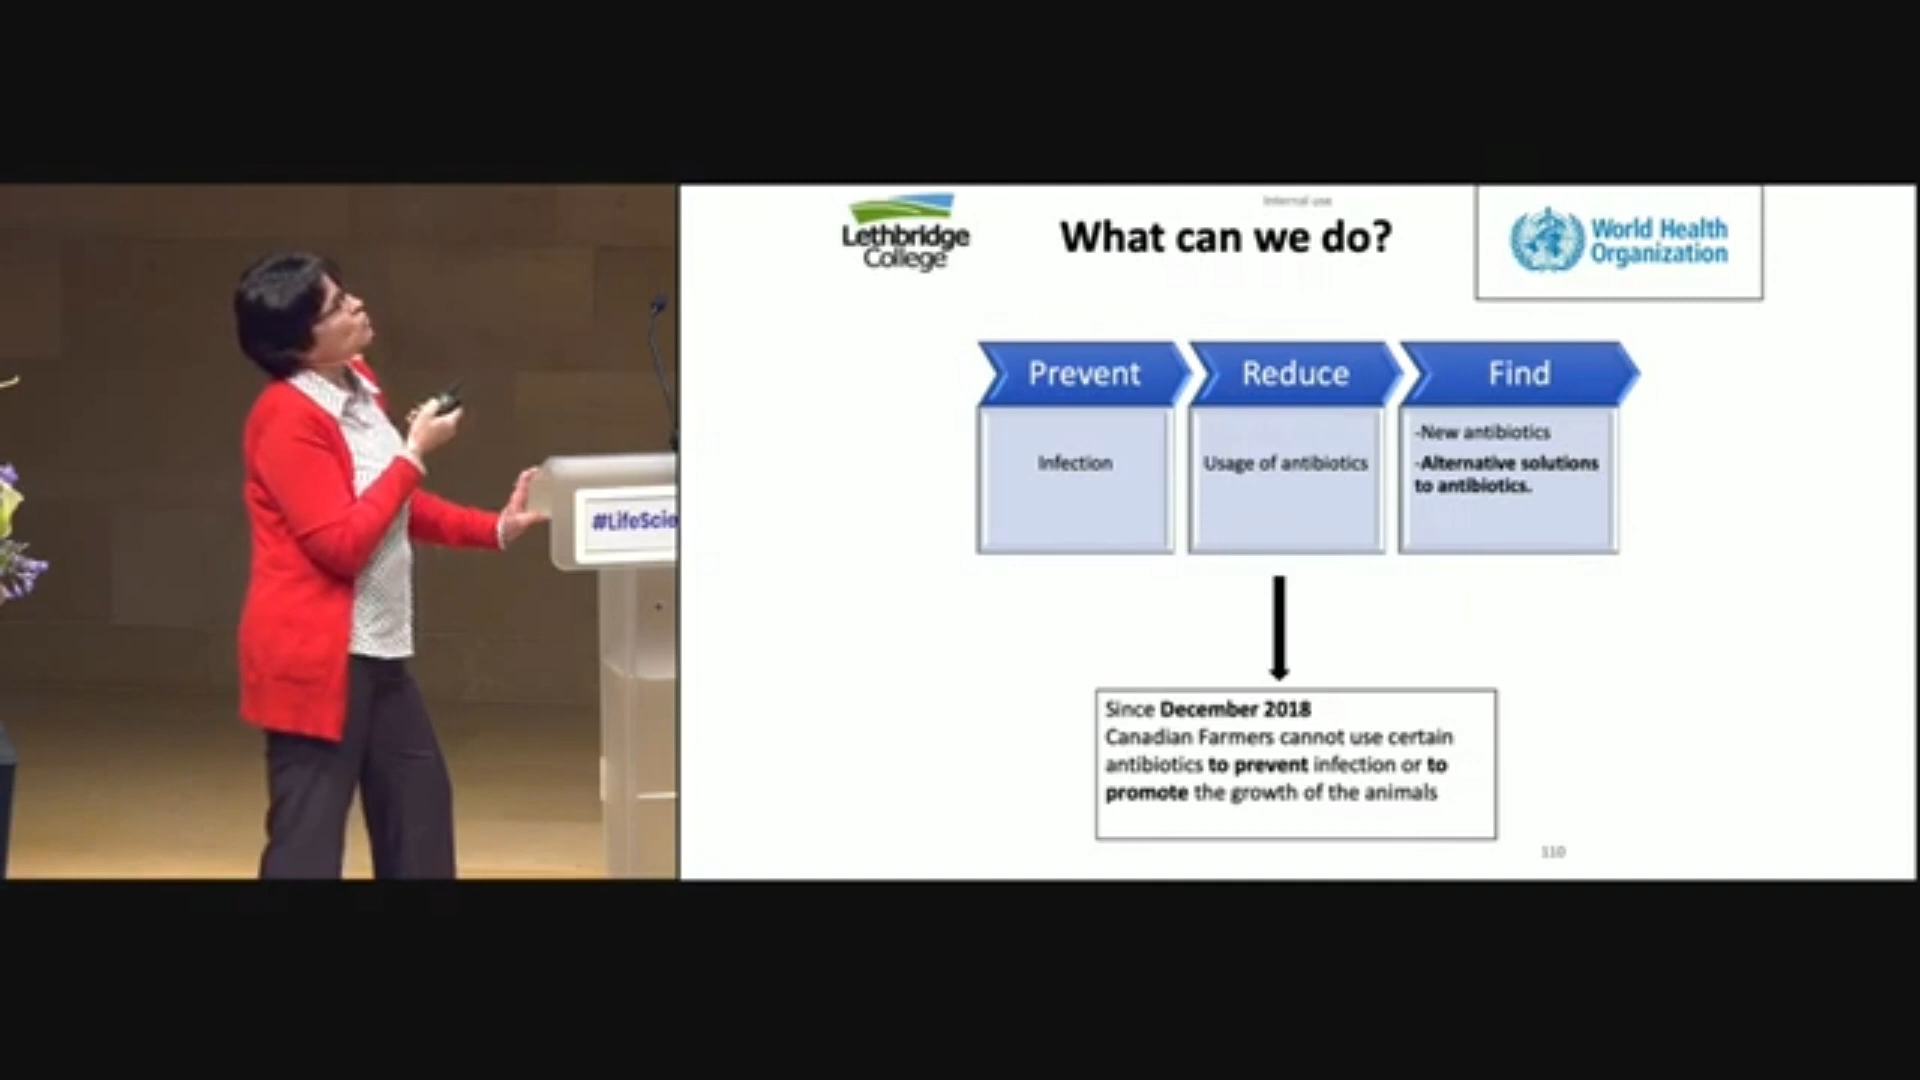 Internal use
Lethbridge
College
What can we do?
World Health
Organization
Prevent
Reduce
Find
Infection
Usage of antibiotics
-New antibiotics
-Alternative solutions
to antibiotics.
#LifeScie
Since December 2018
Canadian Farmers cannot use certain
antibiotics to prevent infection or to
promote the growth of the animals
110